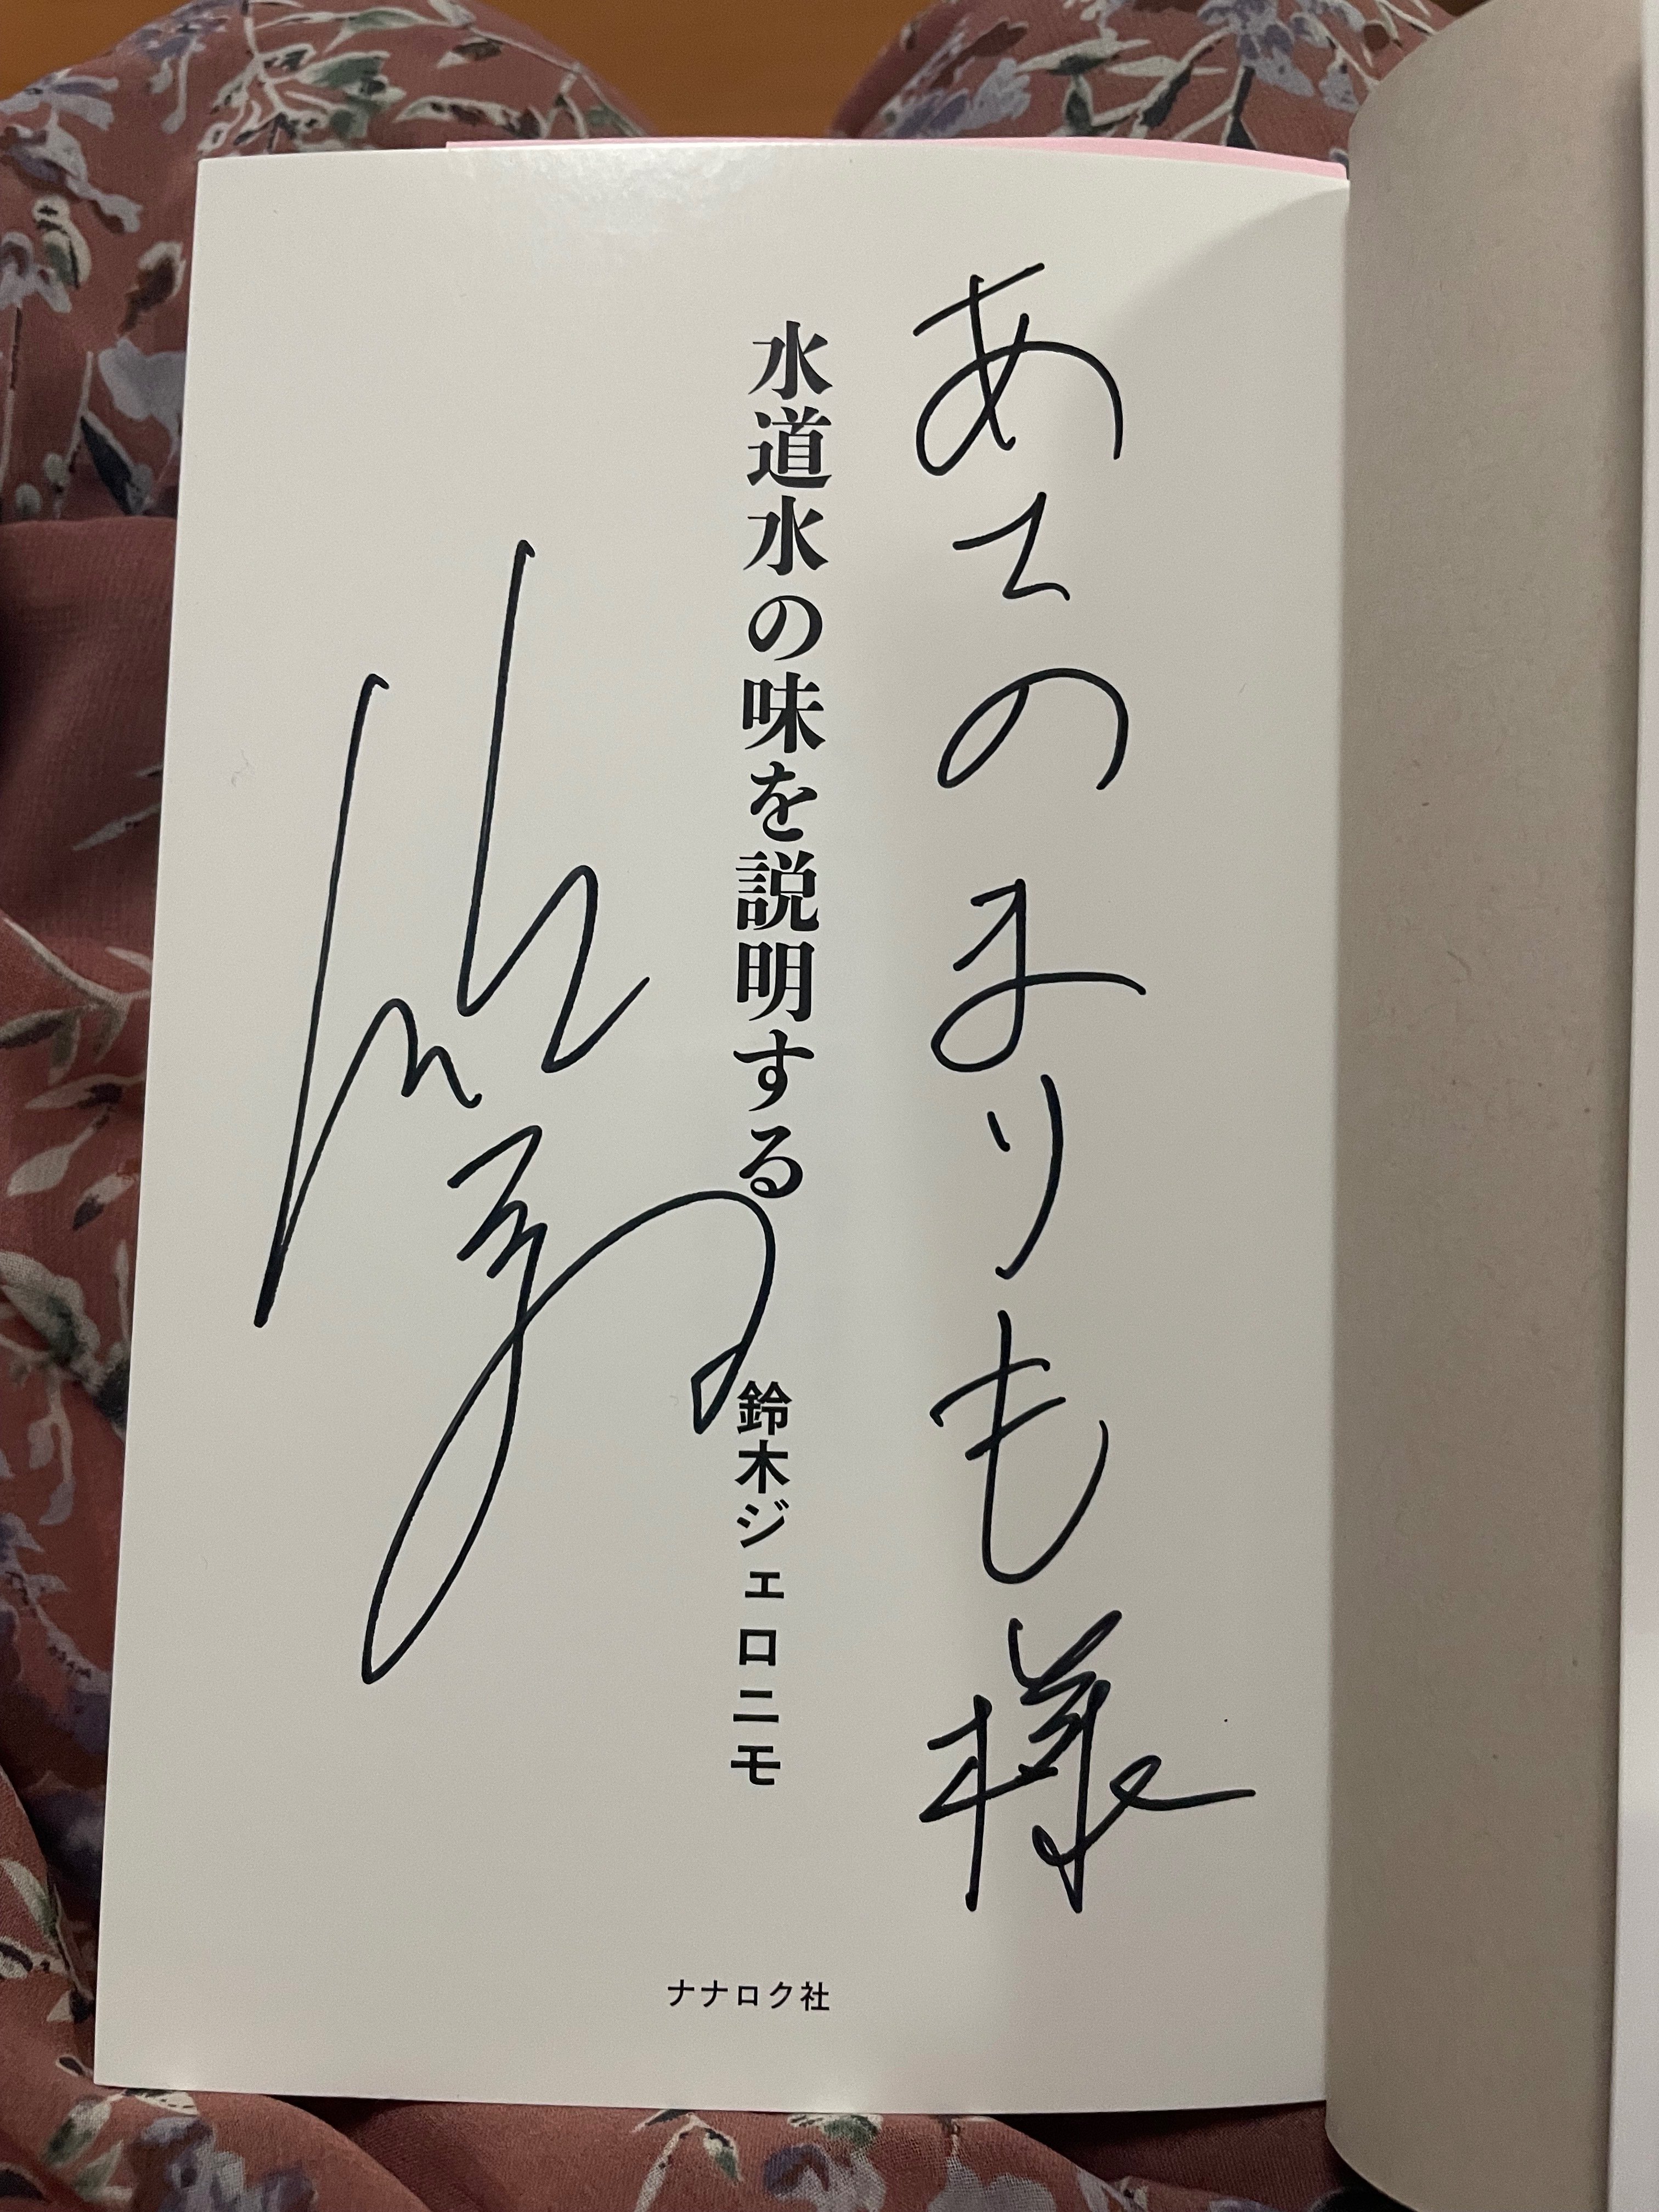 あさのまりも様
水道水の味を説明する
鈴木ジェロニモ
ナナロク社